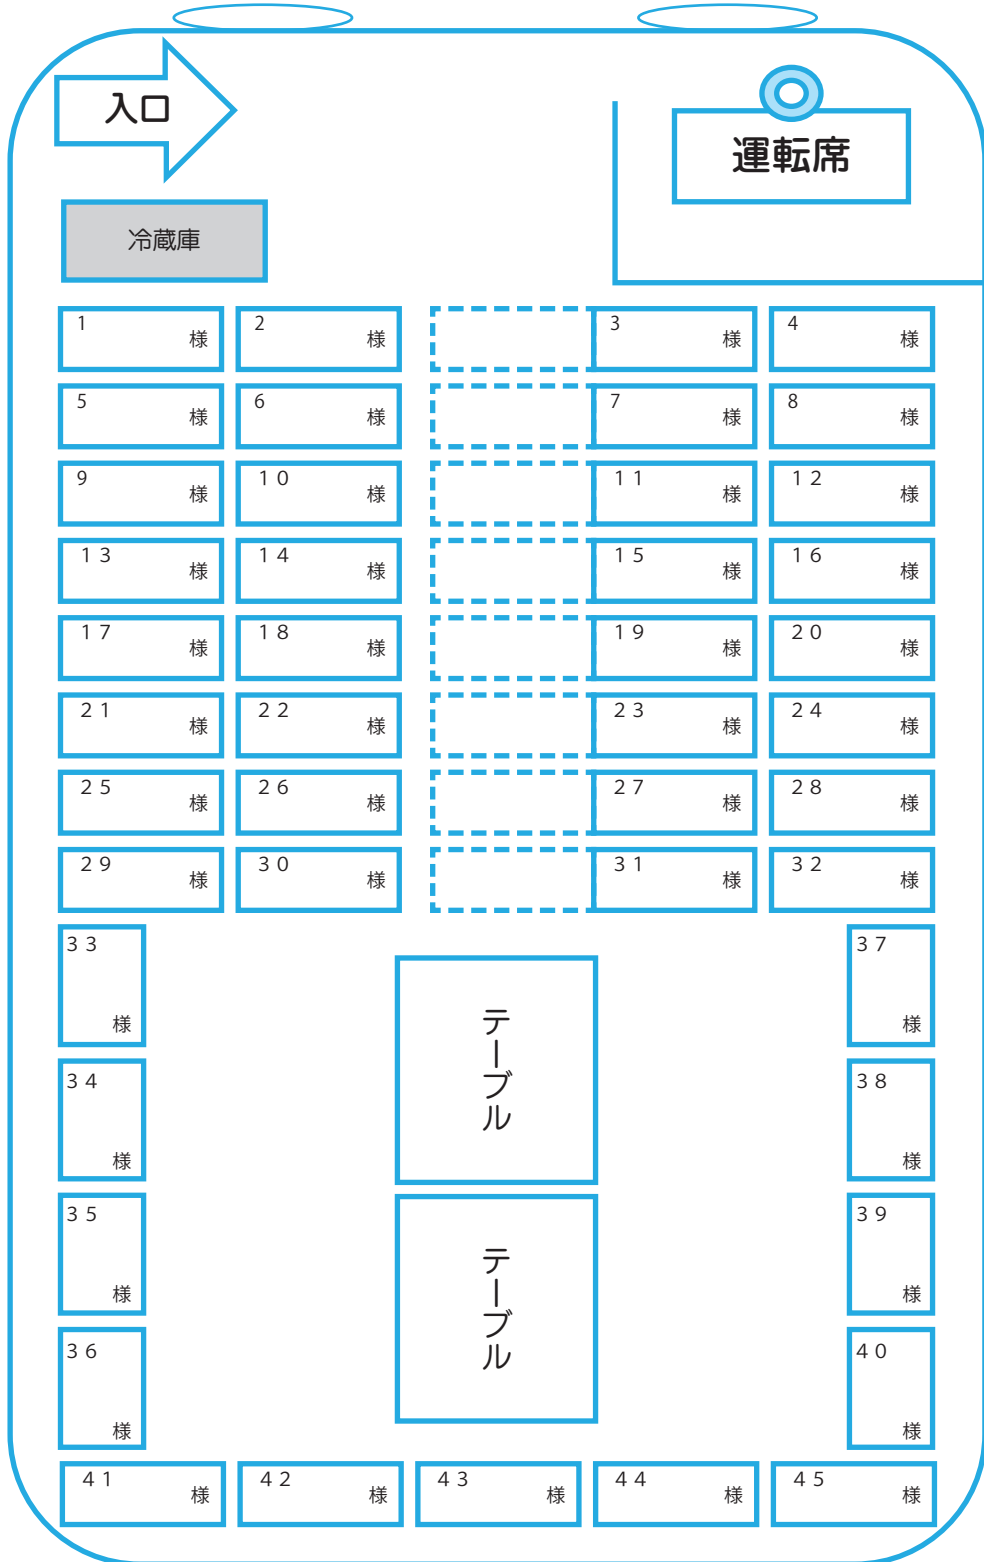 入口
運転席
冷蔵庫
1 様 2 様 3 様 4 様
5 様 6 様 7 様 8 様
9 様 10 様 11 様 12 様
13 様 14 様 15 様 16 様
17 様 18 様 19 様 20 様
21 様 22 様 23 様 24 様
25 様 26 様 27 様 28 様
29 様 30 様 31 様 32 様
33 様
34 様
35 様
36 様
テーブル
テーブル
37 様
38 様
39 様
40 様
41 様 42 様 43 様 44 様 45 様